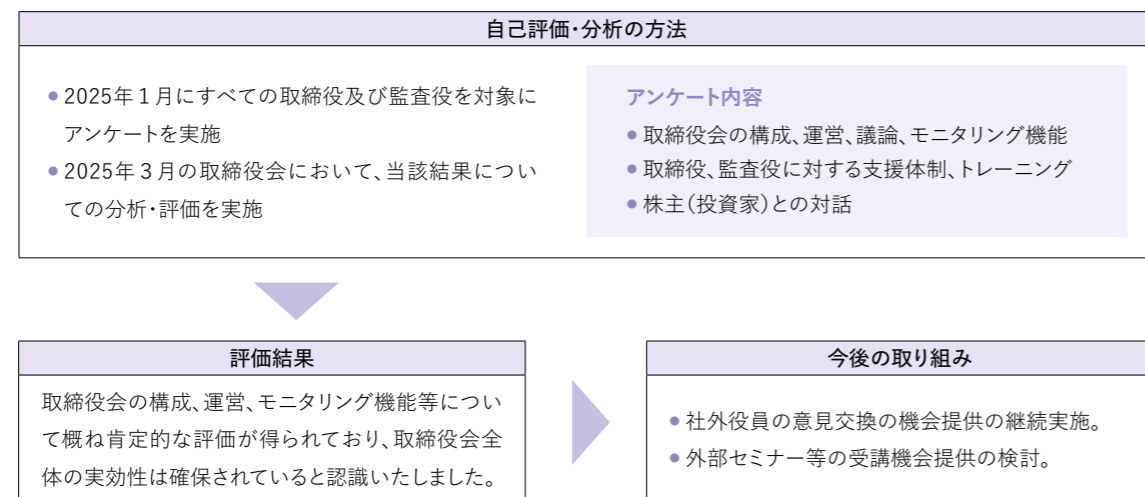 自己評価・分析の方法
●2025年1月にすべての取締役及び監査役を対象に
アンケートを実施
●2025年3月の取締役会において、当該結果につい
ての分析・評価を実施
アンケート内容
●取締役会の構成、運営、議論、モニタリング機能
●取締役、監査役に対する支援体制、トレーニング
●株主（投資家）との対話
評価結果
取締役会の構成、運営、モニタリング機能等につい
て概ね肯定的な評価が得られており、取締役会全
体の実効性は確保されていると認識いたしました。
今後の取り組み
●社外役員の意見交換の機会提供の継続実施。
●外部セミナー等の受講機会提供の検討。